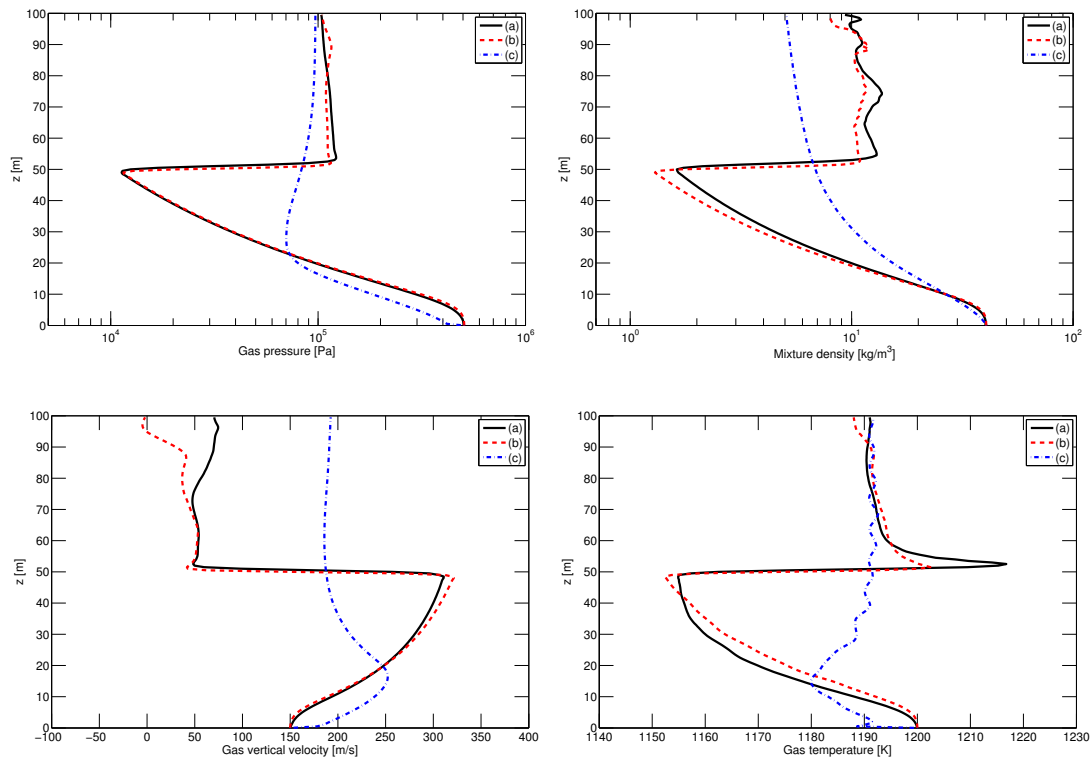 100
90
80
70
60
50
40
30
20
10
0
z [m]
10^4
10^5
10^6
Gas pressure [Pa]
(a)
(b)
(c)
100
90
80
70
60
50
40
30
20
10
0
z [m]
10^0
10^1
10^2
Mixture density [kg/m^3]
(a)
(b)
(c)
100
90
80
70
60
50
40
30
20
10
0
z [m]
−100 −50 0 50 100 150 200 250 300 350 400
Gas vertical velocity [m/s]
(a)
(b)
(c)
100
90
80
70
60
50
40
30
20
10
0
z [m]
1140 1150 1160 1170 1180 1190 1200 1210 1220 1230
Gas temperature [K]
(a)
(b)
(c)